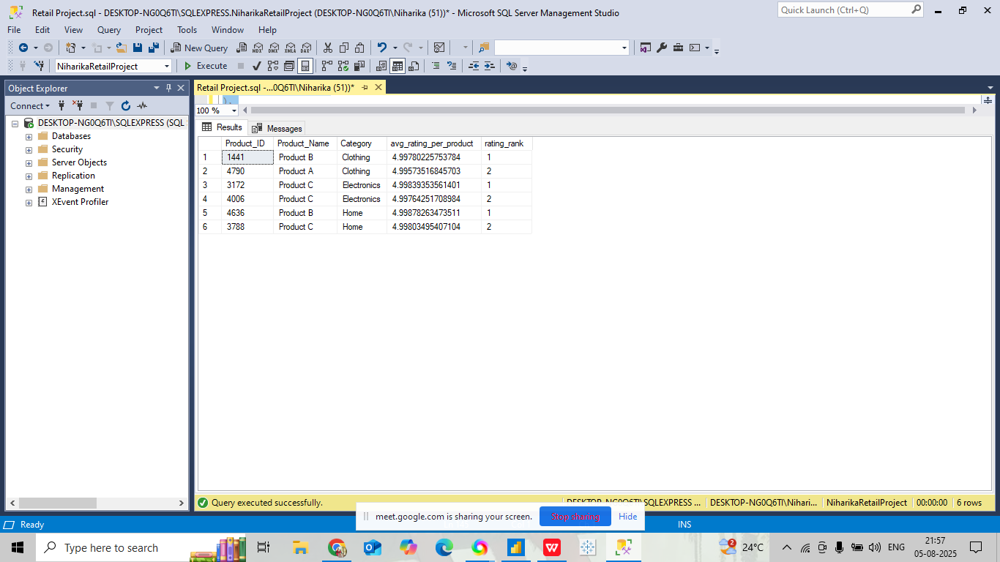 Retail Project.sql - DESKTOP-NG0Q6TI\SQLEXPRESS.NiharikaRetailProject (DESKTOP-NG0Q6TI\Niharika (51))* - Microsoft SQL Server Management Studio
Quick Launch (Ctrl+Q)
File Edit View Query Project Tools Window Help
New Query MDX DMX XMLA DAX
NiharikaRetailProject Execute
Object Explorer
Retail Project.sql -...0Q6TI\Niharika (51))*
Connect
100 %
DESKTOP-NG0Q6TI\SQLEXPRESS (SQL
Databases
Security
Server Objects
Replication
Management
XEvent Profiler
Results Messages
Product_ID Product_Name Category avg_rating_per_product rating_rank
1 1441 Product B Clothing 4.99780225753784 1
2 4790 Product A Clothing 4.99573516845703 2
3 3172 Product C Electronics 4.99839353561401 1
4 4006 Product C Electronics 4.99764251708984 2
5 4636 Product B Home 4.99878263473511 1
6 3788 Product C Home 4.99803495407104 2
Query executed successfully. DESKTOP-NG0Q6TI\SQLEXPRESS ... DESKTOP-NG0Q6TI\Nihari... NiharikaRetailProject 00:00:00 6 rows
meet.google.com is sharing your screen. Stop sharing Hide
Ready INS
Type here to search
2 24°C ENG 21:57
05-08-2025